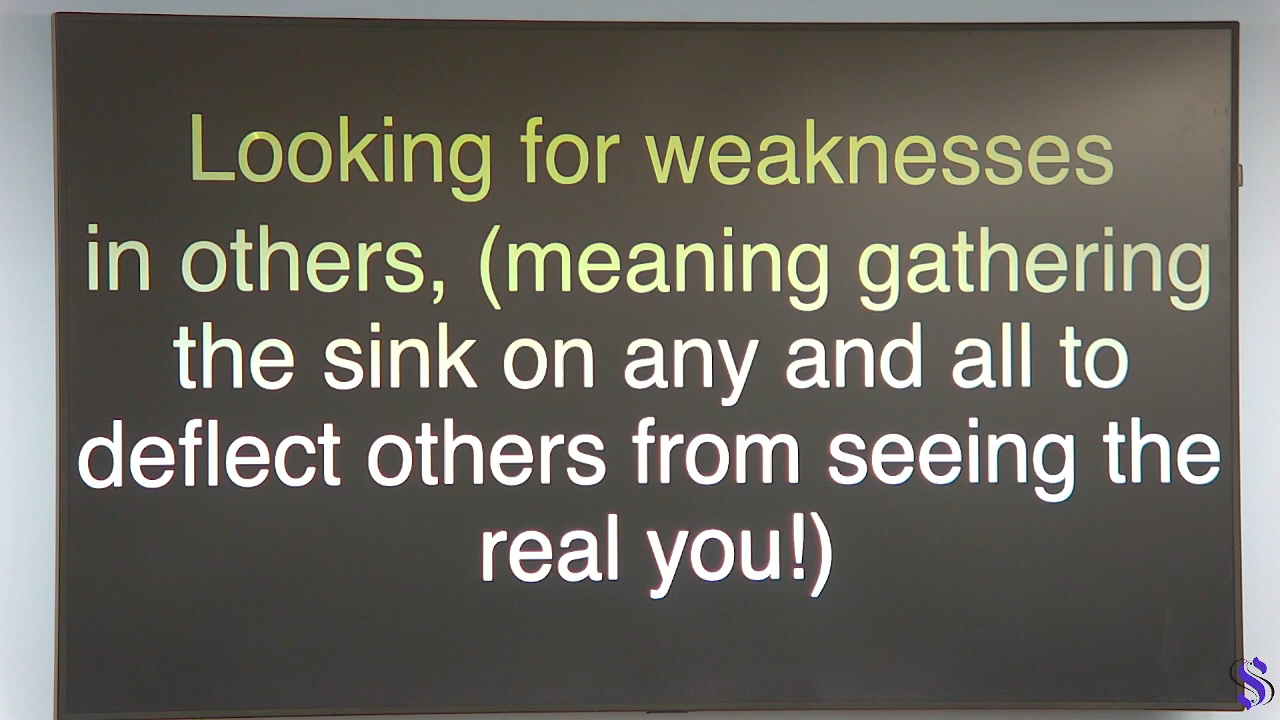 Looking for weaknesses
in others, (meaning gathering
the sink on any and all to
deflect others from seeing the
real you!)
S